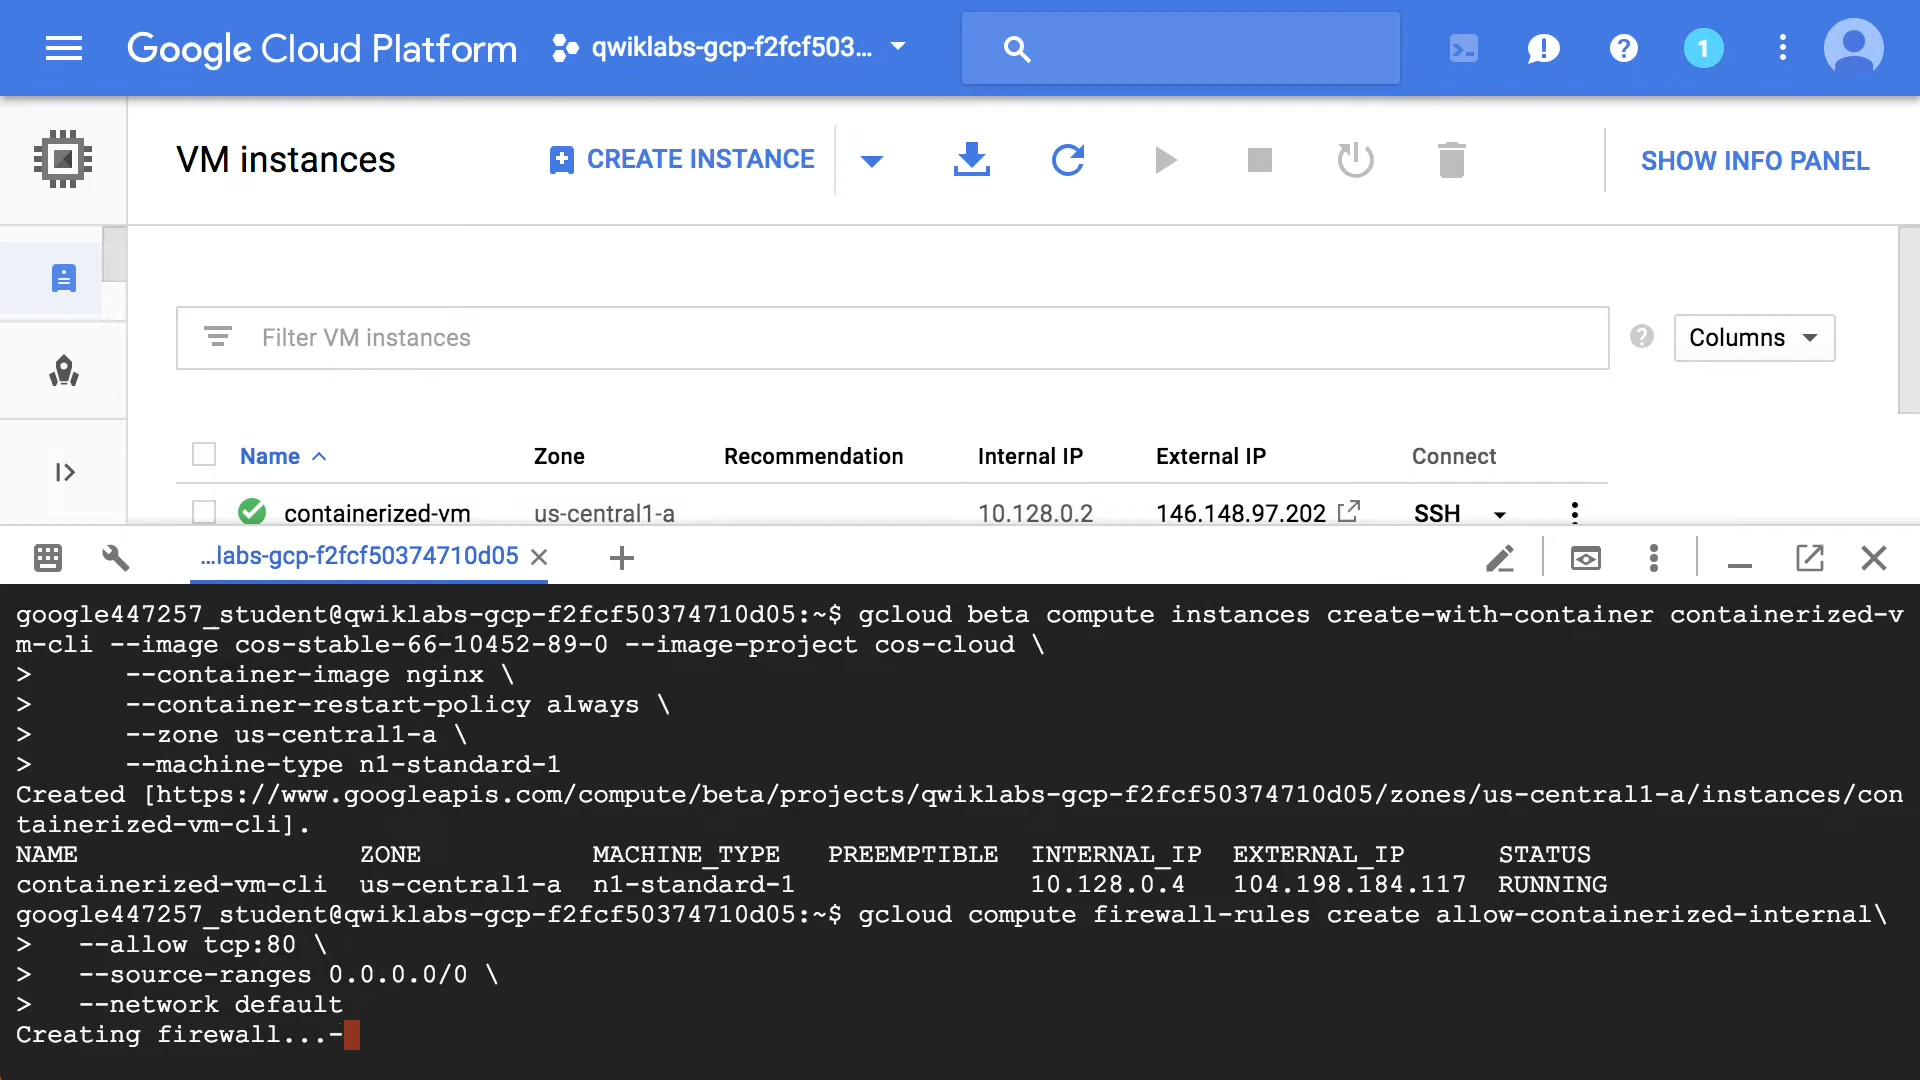 Google Cloud Platform qwiklabs-gcp-f2fcf503... 1
VM instances CREATE INSTANCE SHOW INFO PANEL
Filter VM instances ? Columns
Name Zone Recommendation Internal IP External IP Connect
containerized-vm us-central1-a 10.128.0.2 146.148.97.202 SSH
...labs-gcp-f2fcf50374710d05
google447257_student@qwiklabs-gcp-f2fcf50374710d05:~$ gcloud beta compute instances create-with-container containerized-v
m-cli --image cos-stable-66-10452-89-0 --image-project cos-cloud \
> --container-image nginx \
> --container-restart-policy always \
> --zone us-central1-a \
> --machine-type n1-standard-1
Created [https://www.googleapis.com/compute/beta/projects/qwiklabs-gcp-f2fcf50374710d05/zones/us-central1-a/instances/con
tainerized-vm-cli].
NAME ZONE MACHINE_TYPE PREEMPTIBLE INTERNAL_IP EXTERNAL_IP STATUS
containerized-vm-cli us-central1-a n1-standard-1 10.128.0.4 104.198.184.117 RUNNING
google447257_student@qwiklabs-gcp-f2fcf50374710d05:~$ gcloud compute firewall-rules create allow-containerized-internal\
> --allow tcp:80 \
> --source-ranges 0.0.0.0/0 \
> --network default
Creating firewall...-